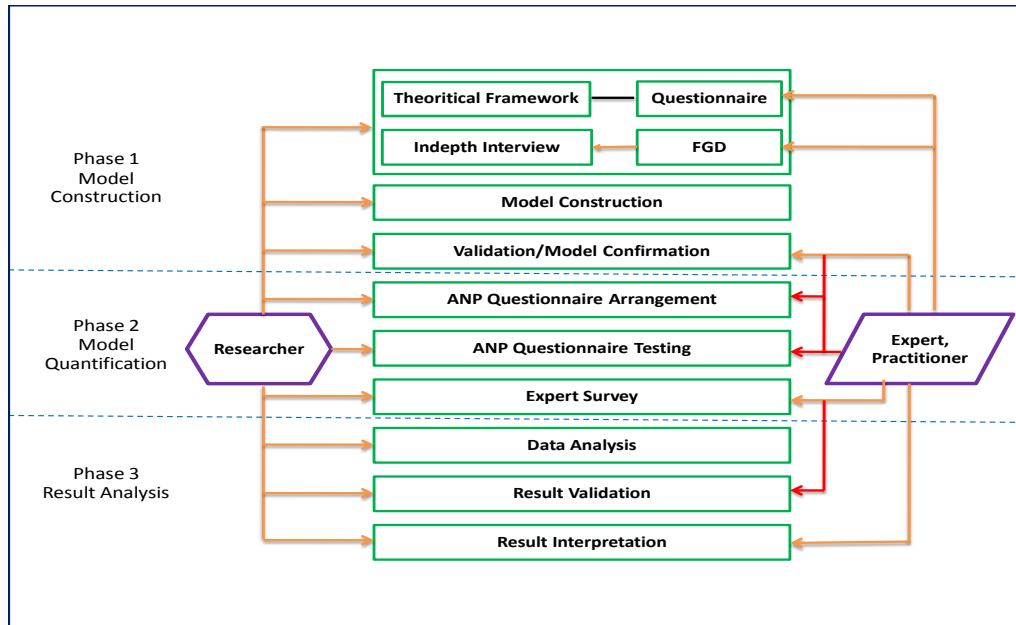 Theoritical Framework
Questionnaire
Indepth Interview
FGD
Phase 1
Model
Construction
Model Construction
Validation/Model Confirmation
ANP Questionnaire Arrangement
Phase 2
Model
Quantification
Researcher
ANP Questionnaire Testing
Expert,
Practitioner
Expert Survey
Data Analysis
Phase 3
Result Analysis
Result Validation
Result Interpretation